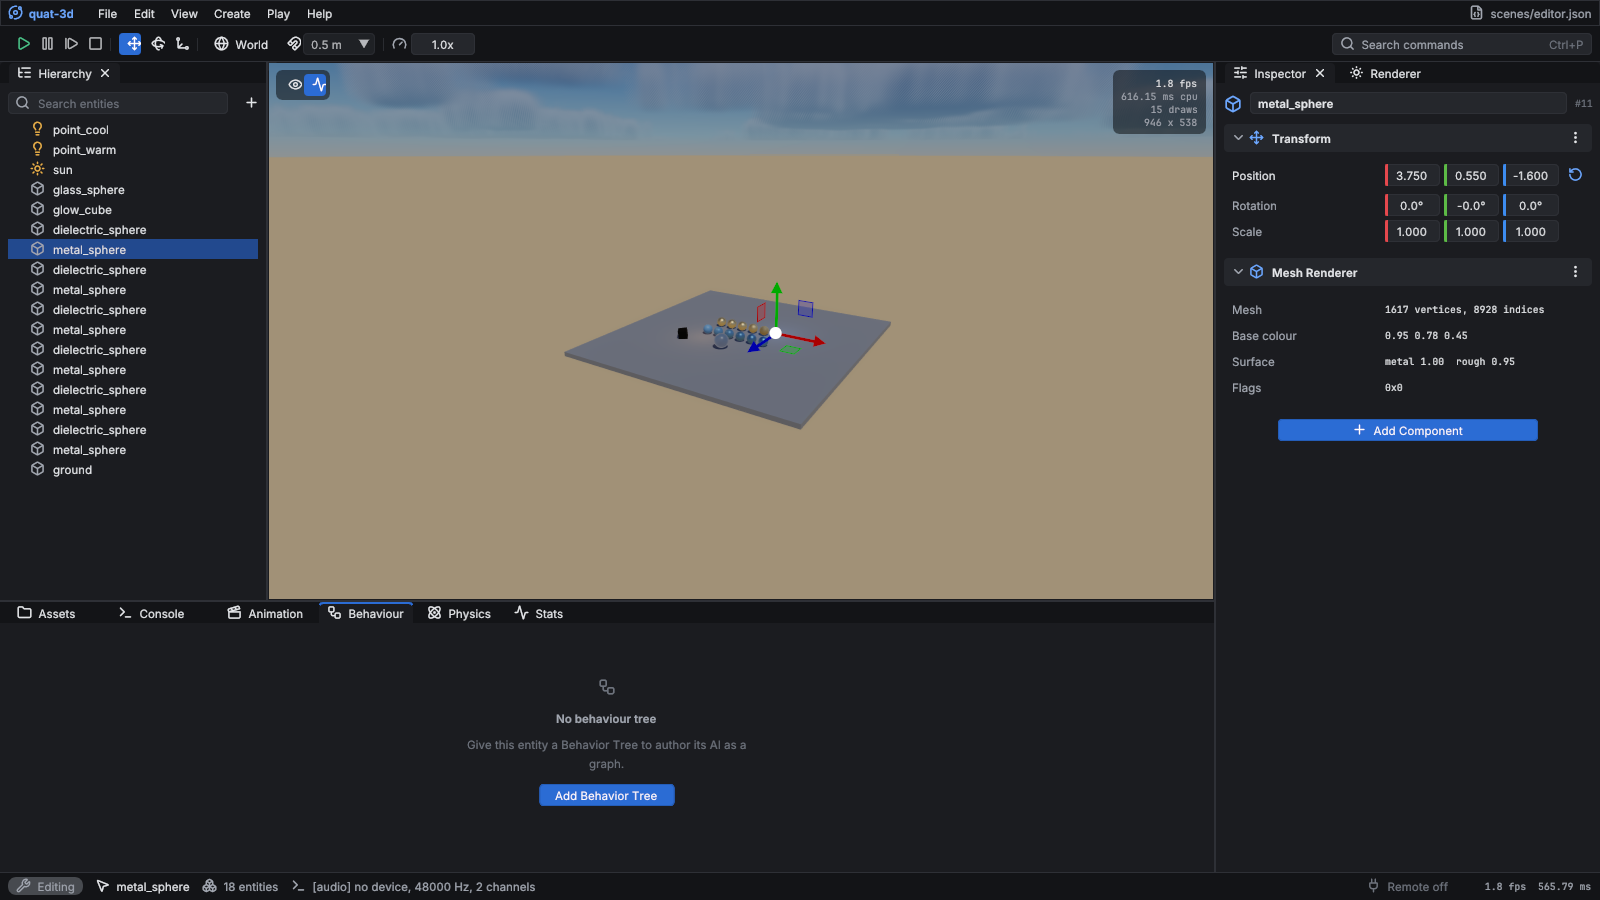 quat-3d File Edit View Create Play Help scenes/editor.json
World 0.5 m 1.0x Search commands Ctrl+P
Hierarchy
Search entities
point_cool
point_warm
sun
glass_sphere
glow_cube
dielectric_sphere
metal_sphere
dielectric_sphere
metal_sphere
dielectric_sphere
metal_sphere
dielectric_sphere
metal_sphere
dielectric_sphere
metal_sphere
dielectric_sphere
metal_sphere
ground
1.8 fps
616.15 ms cpu
15 draws
946 x 538
Inspector Renderer
metal_sphere #11
Transform
Position 3.750 0.550 -1.600
Rotation 0.0° -0.0° 0.0°
Scale 1.000 1.000 1.000
Mesh Renderer
Mesh 1617 vertices, 8928 indices
Base colour 0.95 0.78 0.45
Surface metal 1.00 rough 0.95
Flags 0x0
Add Component
Assets Console Animation Behaviour Physics Stats
No behaviour tree
Give this entity a Behavior Tree to author its AI as a
graph.
Add Behavior Tree
Editing metal_sphere 18 entities [audio] no device, 48000 Hz, 2 channels Remote off 1.8 fps 565.79 ms